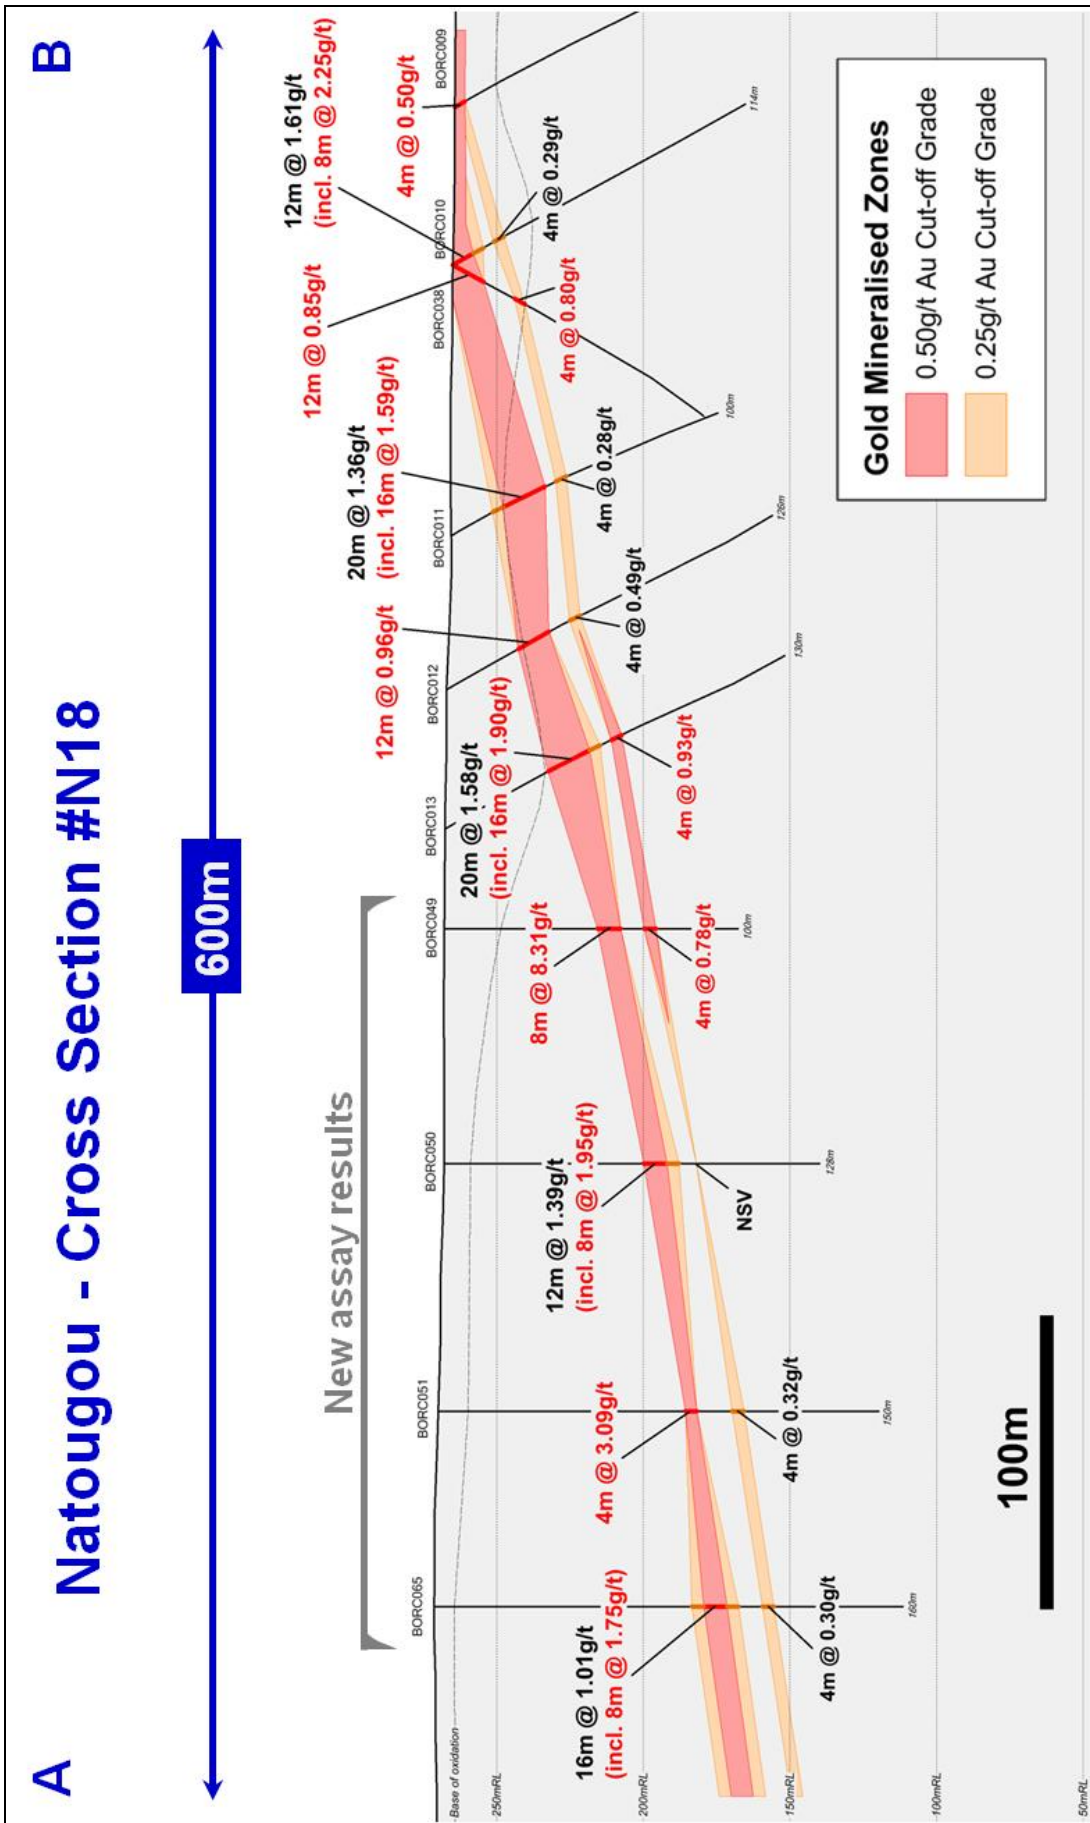 Natougou - Cross Section #N18
A
B
600m
New assay results
BORC065
BORC051
BORC050
BORC049
BORC013
BORC012
BORC011
BORC038
BORC010
BORC009
12m @ 1.61g/t
(incl. 8m @ 2.25g/t)
12m @ 0.85g/t
4m @ 0.50g/t
20m @ 1.36g/t
(incl. 16m @ 1.59g/t)
12m @ 0.96g/t
20m @ 1.58g/t
(incl. 16m @ 1.90g/t)
8m @ 8.31g/t
12m @ 1.39g/t
(incl. 8m @ 1.95g/t)
4m @ 3.09g/t
16m @ 1.01g/t
(incl. 8m @ 1.75g/t)
4m @ 0.29g/t
4m @ 0.80g/t
4m @ 0.28g/t
4m @ 0.49g/t
4m @ 0.93g/t
4m @ 0.78g/t
NSV
4m @ 0.32g/t
4m @ 0.30g/t
160m
150m
128m
100m
130m
126m
100m
114m
Base of oxidation
250mRL
200mRL
150mRL
100mRL
50mRL
100m
Gold Mineralised Zones
0.50g/t Au Cut-off Grade
0.25g/t Au Cut-off Grade